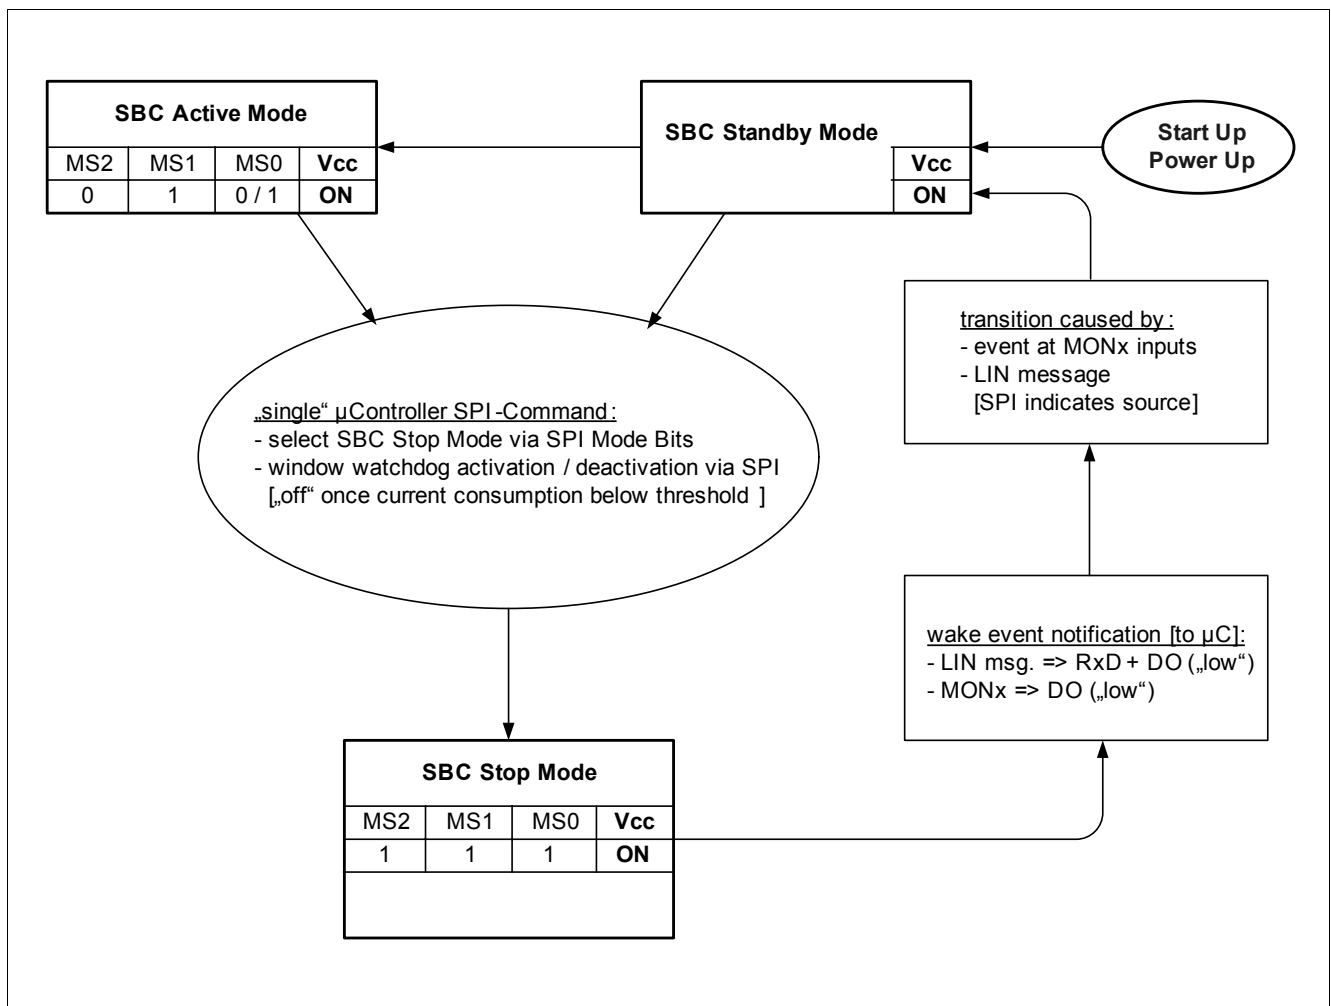 SBC Active Mode
MS2 MS1 MS0 Vcc
0 1 0 / 1 ON
SBC Standby Mode
Vcc
ON
Start Up
Power Up
transition caused by :
- event at MONx inputs
- LIN message
[SPI indicates source]
„single“ µController SPI-Command :
- select SBC Stop Mode via SPI Mode Bits
- window watchdog activation / deactivation via SPI
[„off“ once current consumption below threshold ]
wake event notification [to µC]:
- LIN msg. => RxD + DO („low“)
- MONx => DO („low“)
SBC Stop Mode
MS2 MS1 MS0 Vcc
1 1 1 ON